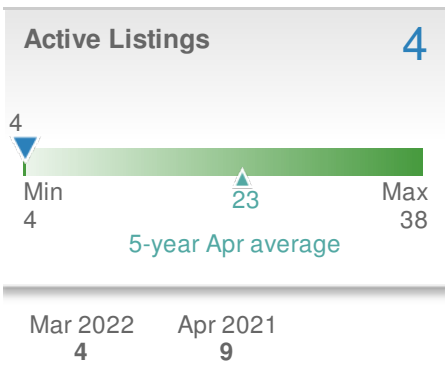 Active Listings 4
4
Min 23 Max
4 38
5-year Apr average
Mar 2022 Apr 2021
4 9